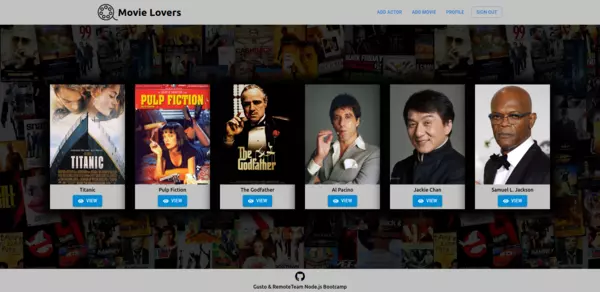 Movie Lovers
ADD ACTOR ADD MOVIE PROFILE SIGN OUT
TITANIC
PULP FICTION
The
Godfather
Titanic
Pulp Fiction
The Godfather
Al Pacino
Jackie Chan
Samuel L. Jackson
VIEW VIEW VIEW VIEW VIEW VIEW
Gusto & RemoteTeam Node.js Bootcamp